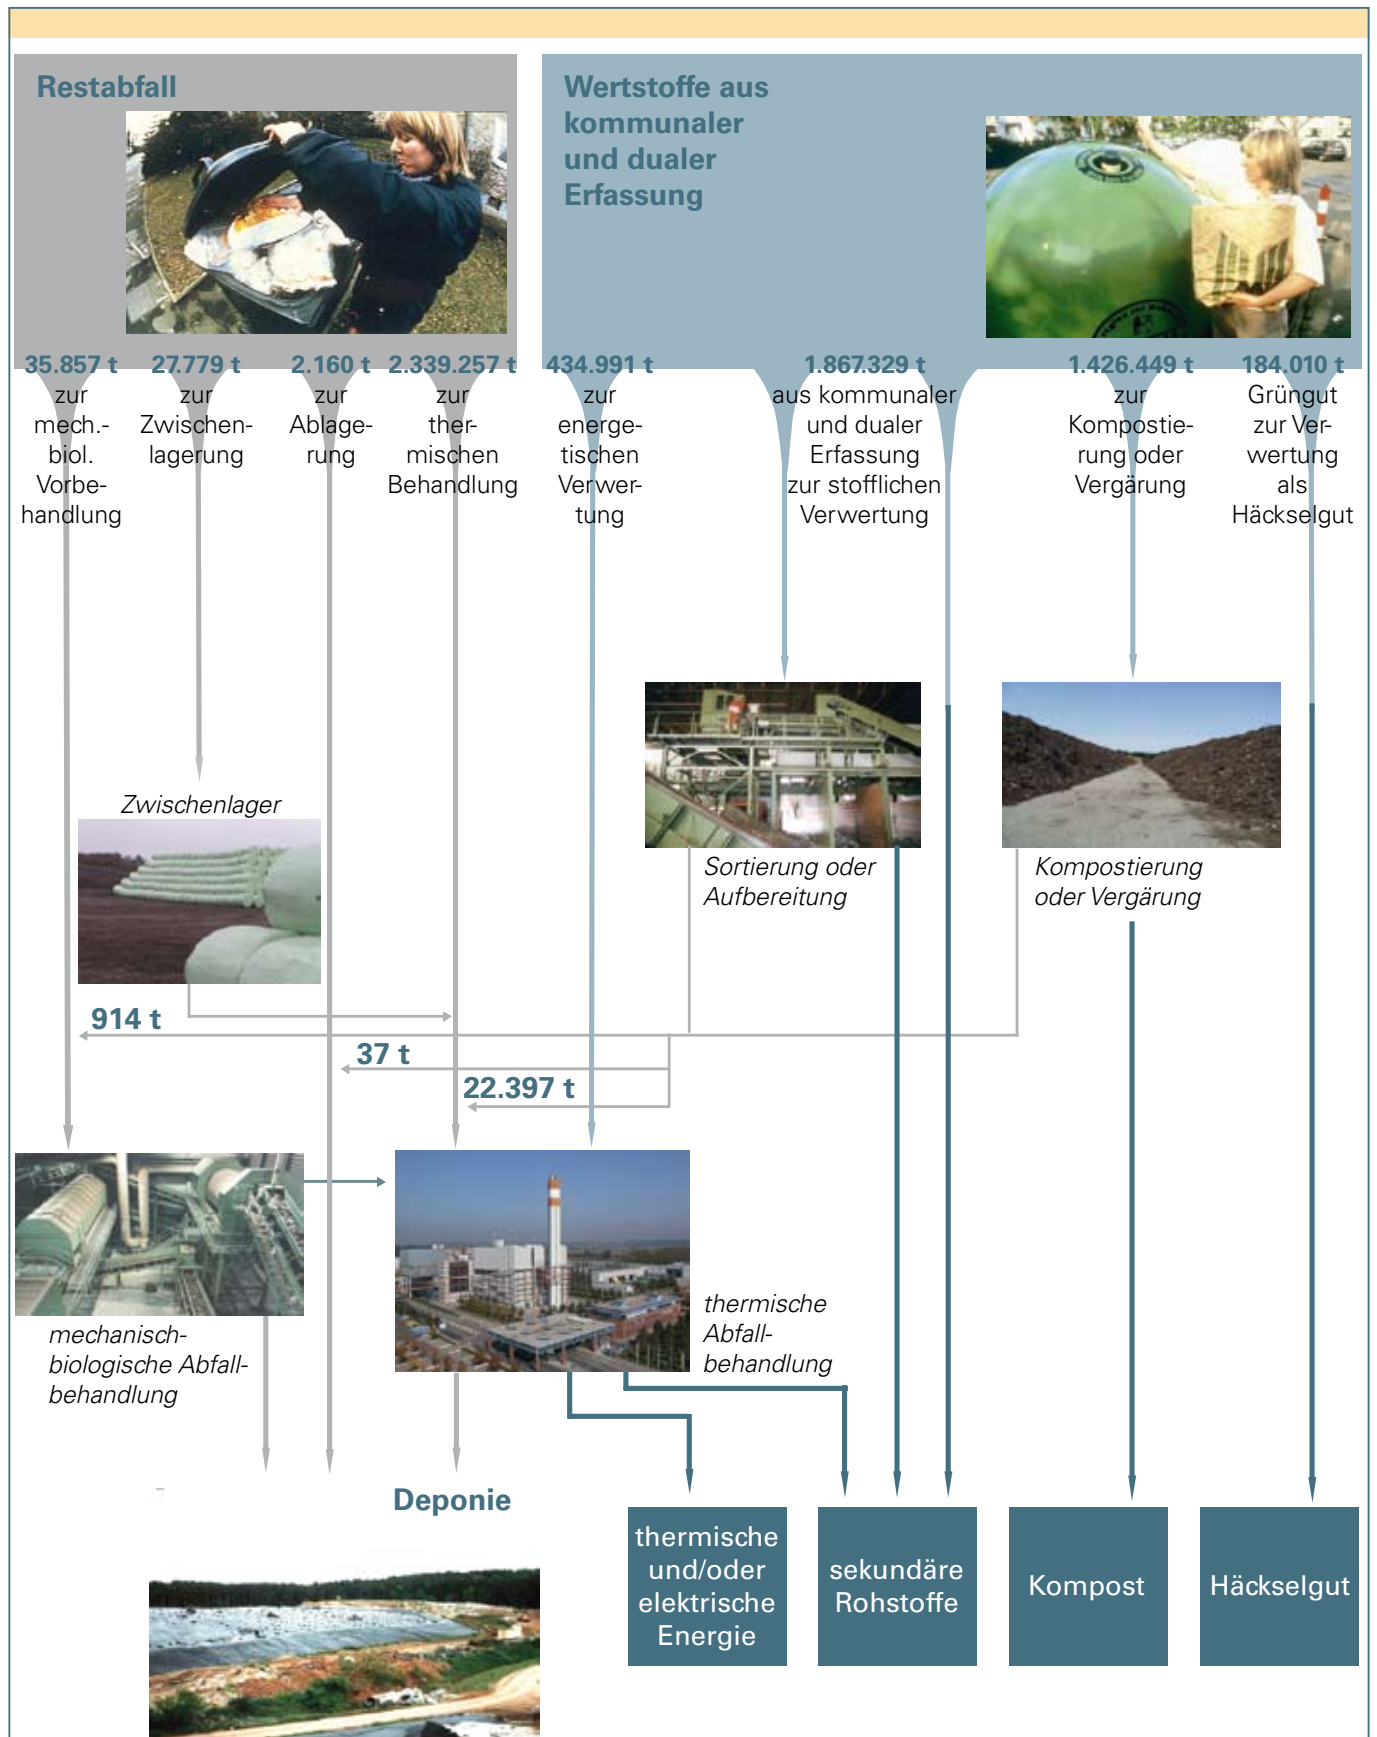 Restabfall
Wertstoffe aus
kommunaler
und dualer
Erfassung
35.857 t
zur
mech.-
biol.
Vorbe-
handlung
27.779 t
zur
Zwischen-
lagerung
2.160 t
zur
Ablage-
rung
2.339.257 t
zur
ther-
mischen
Behandlung
434.991 t
zur
energe-
tischen
Verwer-
tung
1.867.329 t
aus kommunaler
und dualer
Erfassung
zur stofflichen
Verwertung
1.426.449 t
zur
Kompostie-
rung oder
Vergärung
184.010 t
Grüngut
zur Ver-
wertung
als
Häckselgut
Zwischenlager
Sortierung oder
Aufbereitung
Kompostierung
oder Vergärung
914 t
37 t
22.397 t
mechanisch-
biologische Abfall-
behandlung
thermische
Abfall-
behandlung
Deponie
thermische
und/oder
elektrische
Energie
sekundäre
Rohstoffe
Kompost
Häckselgut